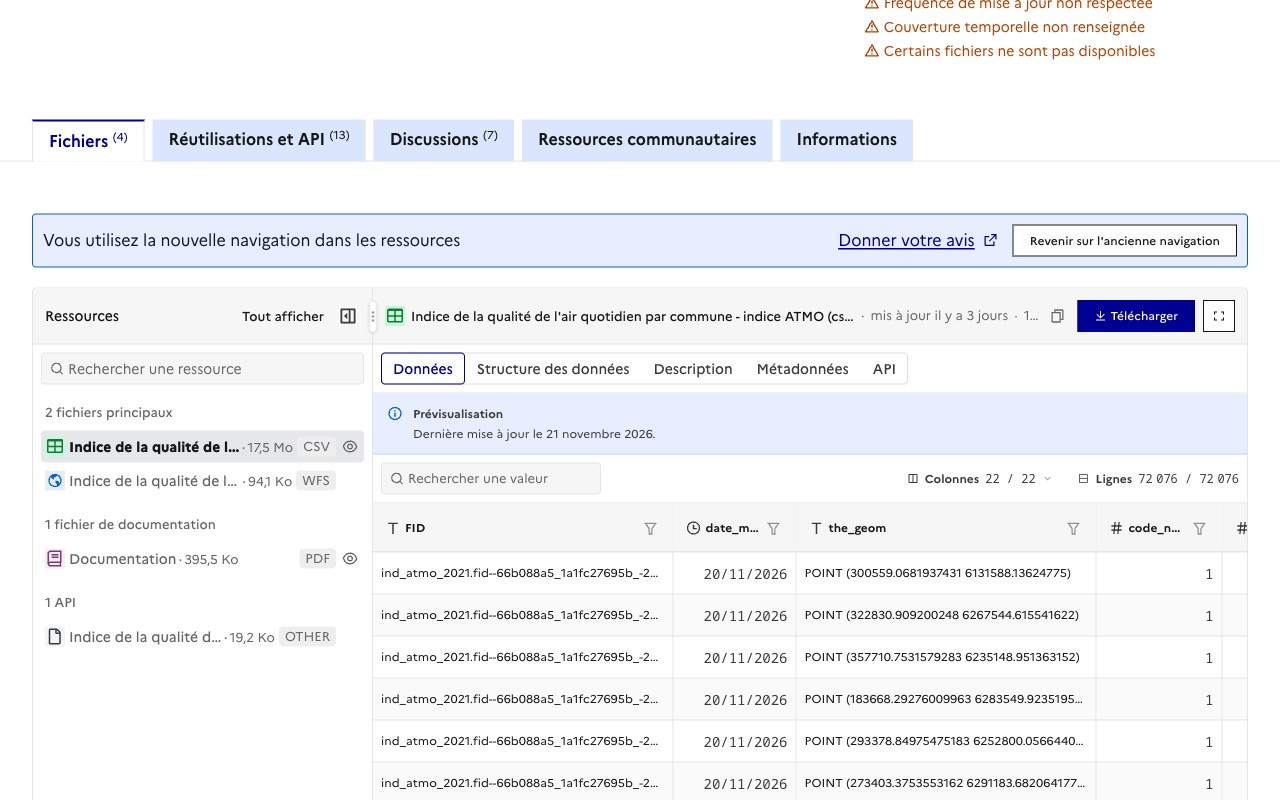 Fréquence de mise à jour non respectée
Couverture temporelle non renseignée
Certains fichiers ne sont pas disponibles
Fichiers (4)
Réutilisations et API (13)
Discussions (7)
Ressources communautaires
Informations
Vous utilisez la nouvelle navigation dans les ressources
Donner votre avis
Revenir sur l'ancienne navigation
Ressources
Tout afficher
Indice de la qualité de l'air quotidien par commune - indice ATMO (cs... · mis à jour il y a 3 jours · 1...
Télécharger
Rechercher une ressource
Données
Structure des données
Description
Métadonnées
API
2 fichiers principaux
Indice de la qualité de l... · 17,5 Mo CSV
Indice de la qualité de l... · 94,1 Ko WFS
1 fichier de documentation
Documentation · 395,5 Ko PDF
1 API
Indice de la qualité d... · 19,2 Ko OTHER
Prévisualisation
Dernière mise à jour le 21 novembre 2026.
Rechercher une valeur
Colonnes 22 / 22
Lignes 72 076 / 72 076
FID date_m... the_geom # code_n... #
ind_atmo_2021.fid--66b088a5_1a1fc27695b_-2... 20/11/2026 POINT (300559.0681937431 6131588.13624775) 1
ind_atmo_2021.fid--66b088a5_1a1fc27695b_-2... 20/11/2026 POINT (322830.909200248 6267544.615541622) 1
ind_atmo_2021.fid--66b088a5_1a1fc27695b_-2... 20/11/2026 POINT (357710.7531579283 6235148.951363152) 1
ind_atmo_2021.fid--66b088a5_1a1fc27695b_-2... 20/11/2026 POINT (183668.29276009963 6283549.9235195... 1
ind_atmo_2021.fid--66b088a5_1a1fc27695b_-2... 20/11/2026 POINT (293378.84975475183 6252800.0566440... 1
ind_atmo_2021.fid--66b088a5_1a1fc27695b_-2... 20/11/2026 POINT (273403.3753553162 6291183.682064177... 1